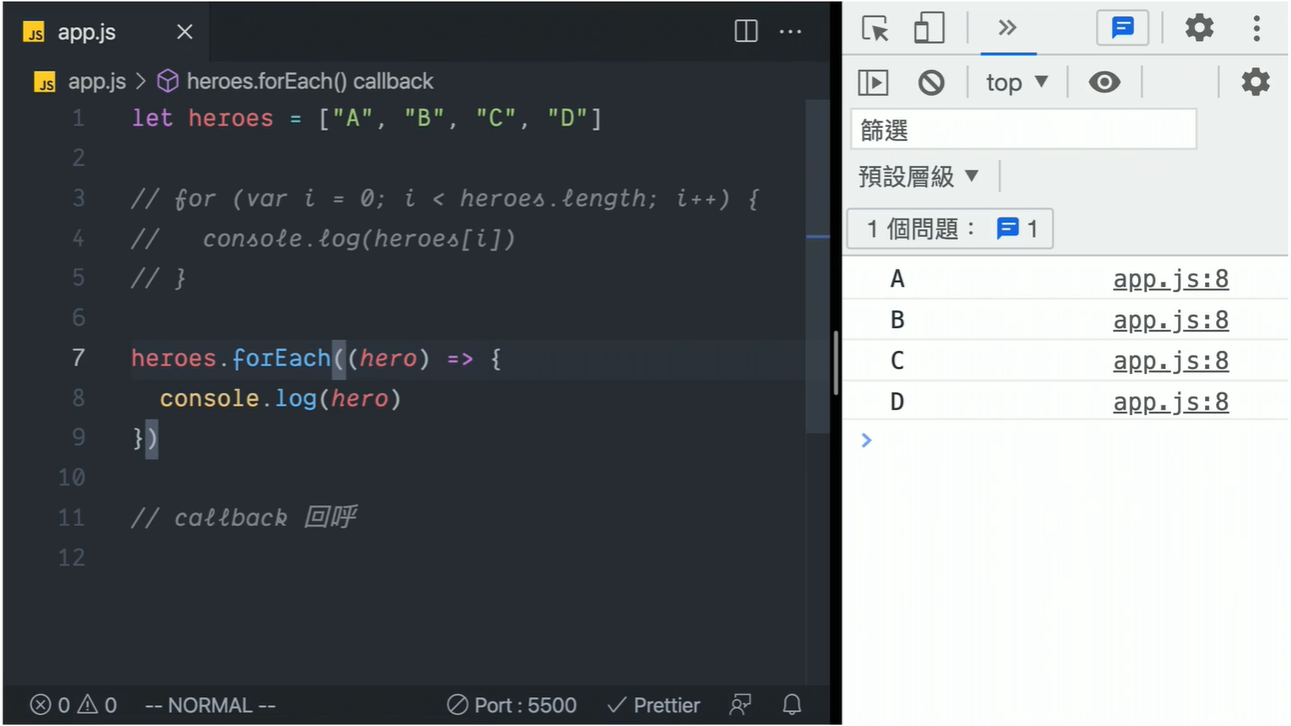 JS app.js
JS app.js > heroes.forEach() callback
1 let heroes = ["A", "B", "C", "D"]
2
3 // for (var i = 0; i < heroes.length; i++) {
4 //   console.log(heroes[i])
5 // }
6
7 heroes.forEach((hero) => {
8   console.log(hero)
9 })
10
11 // callback 回呼
12
0 0 -- NORMAL -- Port : 5500 Prettier
top
篩選
預設層級
1 個問題： 1
A app.js:8
B app.js:8
C app.js:8
D app.js:8